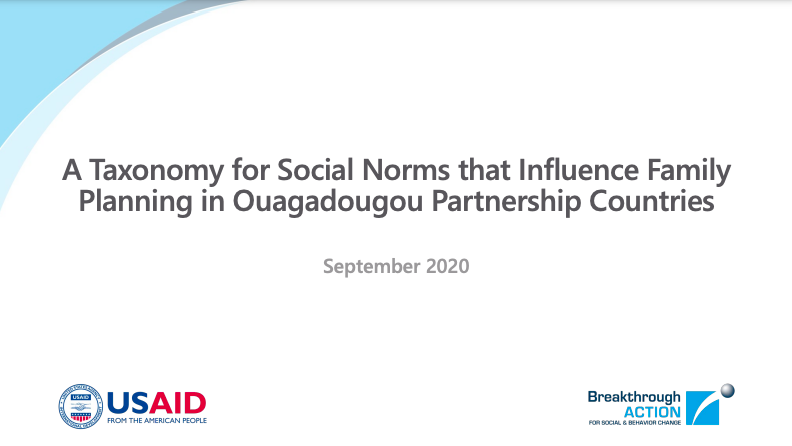 A Taxonomy for Social Norms that Influence Family
Planning in Ouagadougou Partnership Countries
September 2020
USAID
USAID
FROM THE AMERICAN PEOPLE
Breakthrough
ACTION
FOR SOCIAL & BEHAVIOR CHANGE